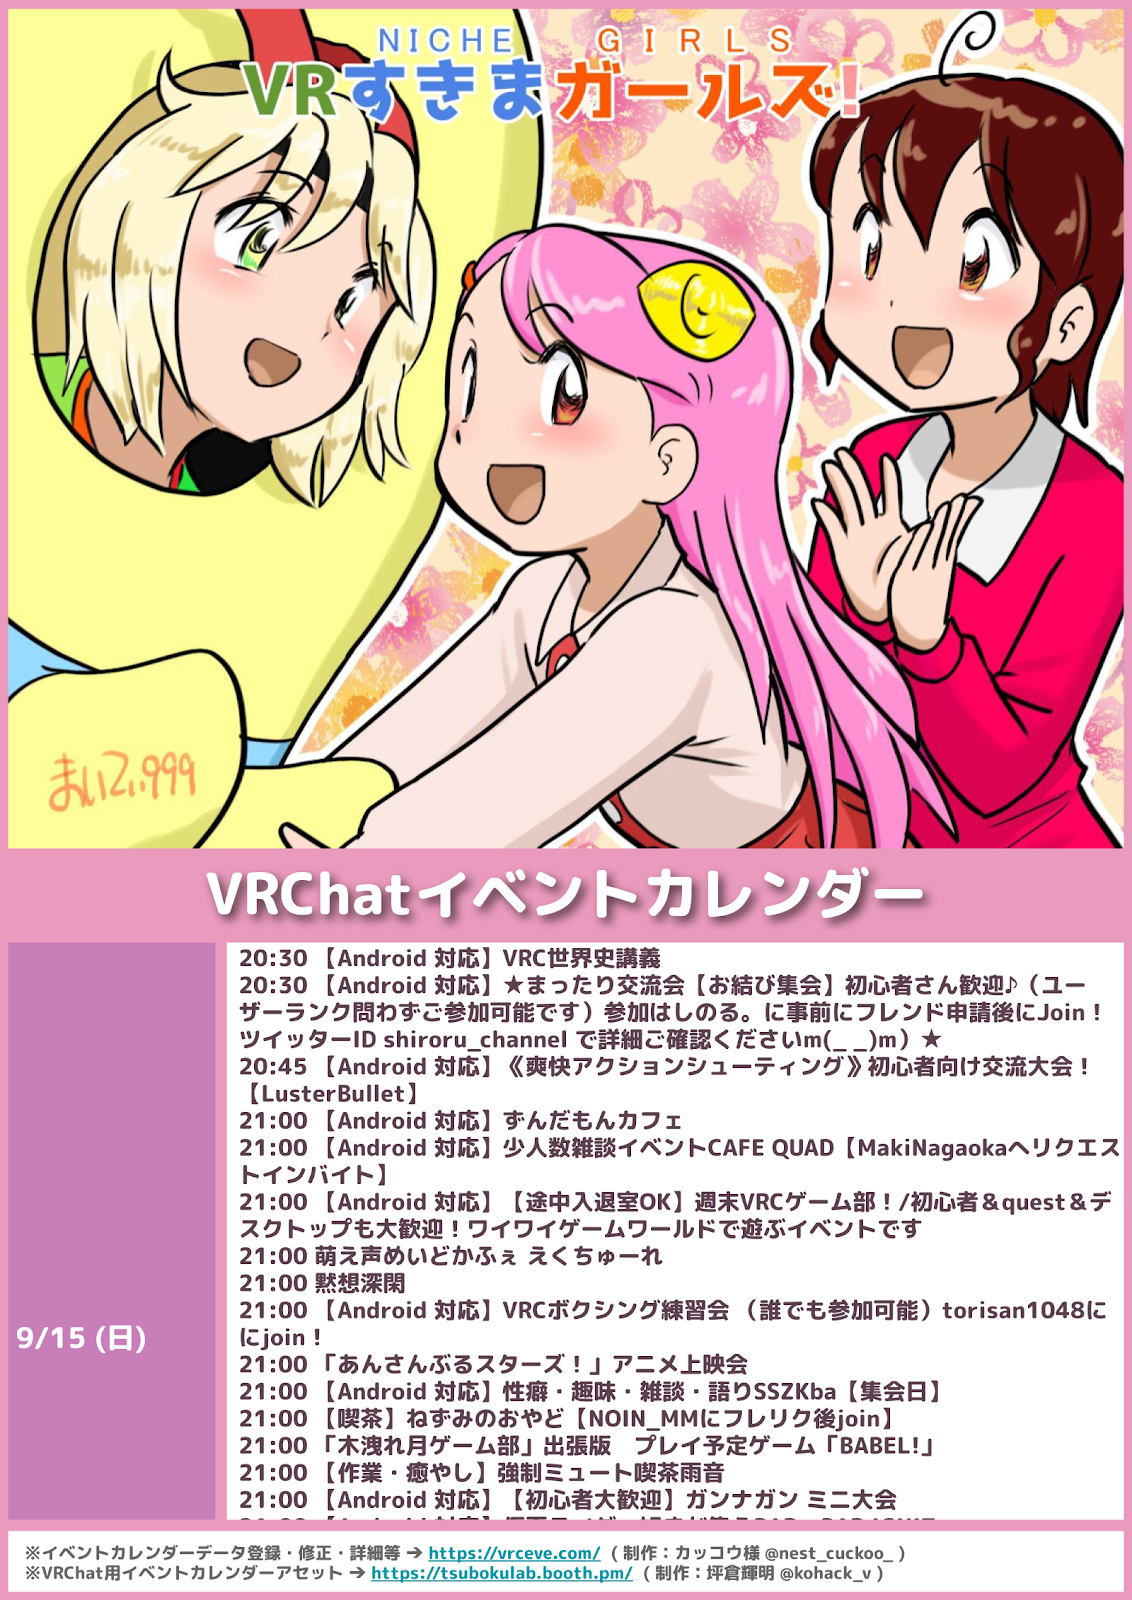 NICHE GIRLS
VRすきまガールズ!
まいてい999
VRChatイベントカレンダー
9/15 (日)
20:30 【Android 対応】VRC世界史講義
20:30 【Android 対応】★まったり交流会【お結び集会】初心者さん歓迎♪（ユー
ザーランク問わずご参加可能です）参加はしのる。に事前にフレンド申請後にJoin！
ツイッターID shiroru_channel で詳細ご確認くださいm(_ _)m）★
20:45 【Android 対応】《爽快アクションシューティング》初心者向け交流大会！
【LusterBullet】
21:00 【Android 対応】ずんだもんカフェ
21:00 【Android 対応】少人数雑談イベントCAFE QUAD【MakiNagaokaへリクエス
トインバイト】
21:00 【Android 対応】【途中入退室OK】週末VRCゲーム部！/初心者＆quest＆デ
スクトップも大歓迎！ワイワイゲームワールドで遊ぶイベントです
21:00 萌え声めいどかふぇ えくちゅーれ
21:00 黙想深閑
21:00 【Android 対応】VRCボクシング練習会 （誰でも参加可能）torisan1048に
にjoin！
21:00 「あんさんぶるスターズ！」アニメ上映会
21:00 【Android 対応】性癖・趣味・雑談・語りSSZKba【集会日】
21:00 【喫茶】ねずみのおやど【NOIN_MMにフレリク後join】
21:00 「木洩れ月ゲーム部」出張版　プレイ予定ゲーム「BABEL!」
21:00 【作業・癒やし】強制ミュート喫茶雨音
21:00 【Android 対応】【初心者大歓迎】ガンナガン ミニ大会
※イベントカレンダーデータ登録・修正・詳細等 ➔ https://vrceve.com/ （ 制作：カッコウ様 @nest_cuckoo_ ）
※VRChat用イベントカレンダーアセット ➔ https://tsubokulab.booth.pm/ （ 制作：坪倉輝明 @kohack_v ）